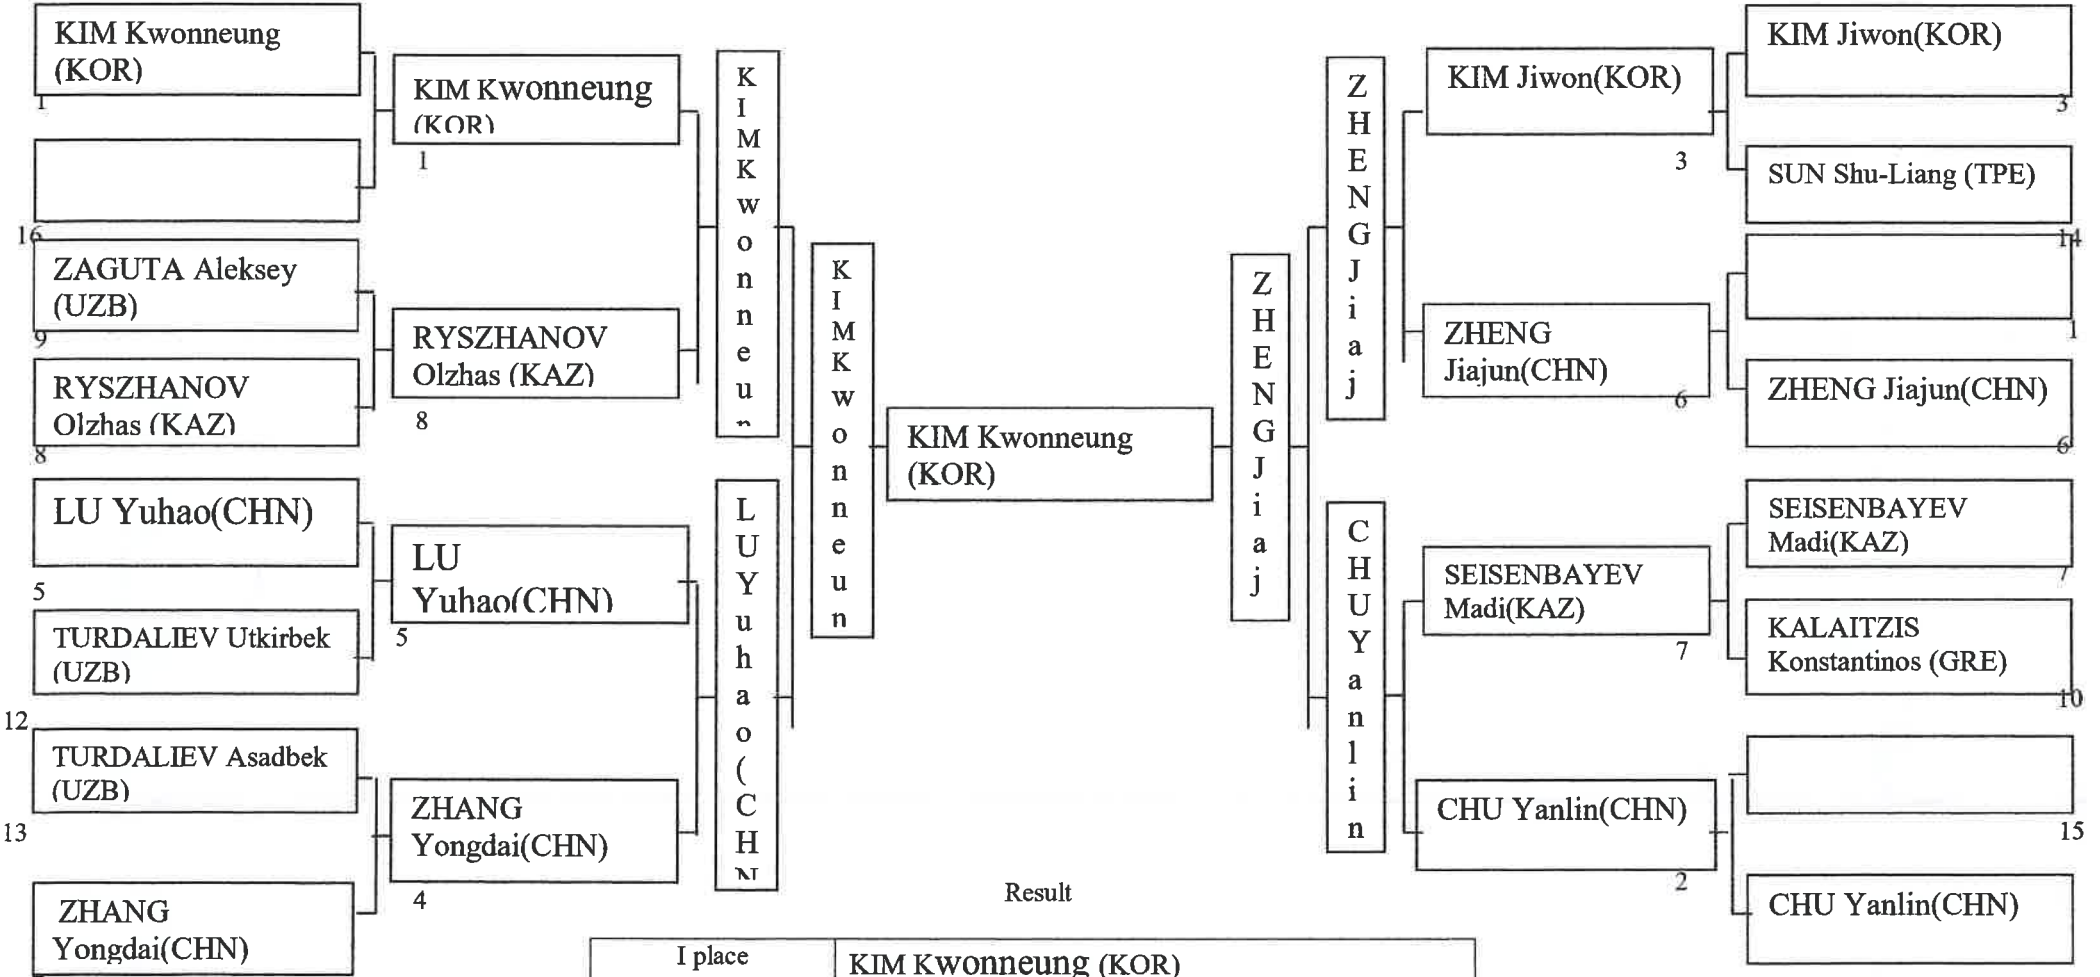 KIM Kwonneung
(KOR)
1
16
ZAGUTA Aleksey
(UZB)
9
RYSZHANOV
Olzhas (KAZ)
8
LU Yuhao(CHN)
5
TURDALIEV Utkirbek
(UZB)
12
TURDALIEV Asadbek
(UZB)
13
ZHANG
Yongdai(CHN)
KIM Kwonneung
(KOR)
1
RYSZHANOV
Olzhas (KAZ)
8
LU
Yuhao(CHN)
5
ZHANG
Yongdai(CHN)
4
KIMKwonneun
LUYuhao(CHN
KIMKwonneun
KIM Kwonneung
(KOR)
ZHENGJiaj
ZHENGJiaj
CHUYanlin
KIM Jiwon(KOR)
3
ZHENG
Jiajun(CHN)
6
SEISENBAYEV
Madi(KAZ)
7
CHU Yanlin(CHN)
2
KIM Jiwon(KOR)
3
SUN Shu-Liang (TPE)
14
1
ZHENG Jiajun(CHN)
6
SEISENBAYEV
Madi(KAZ)
7
KALAITZIS
Konstantinos (GRE)
10
15
CHU Yanlin(CHN)
Result
I place
KIM Kwonneung (KOR)